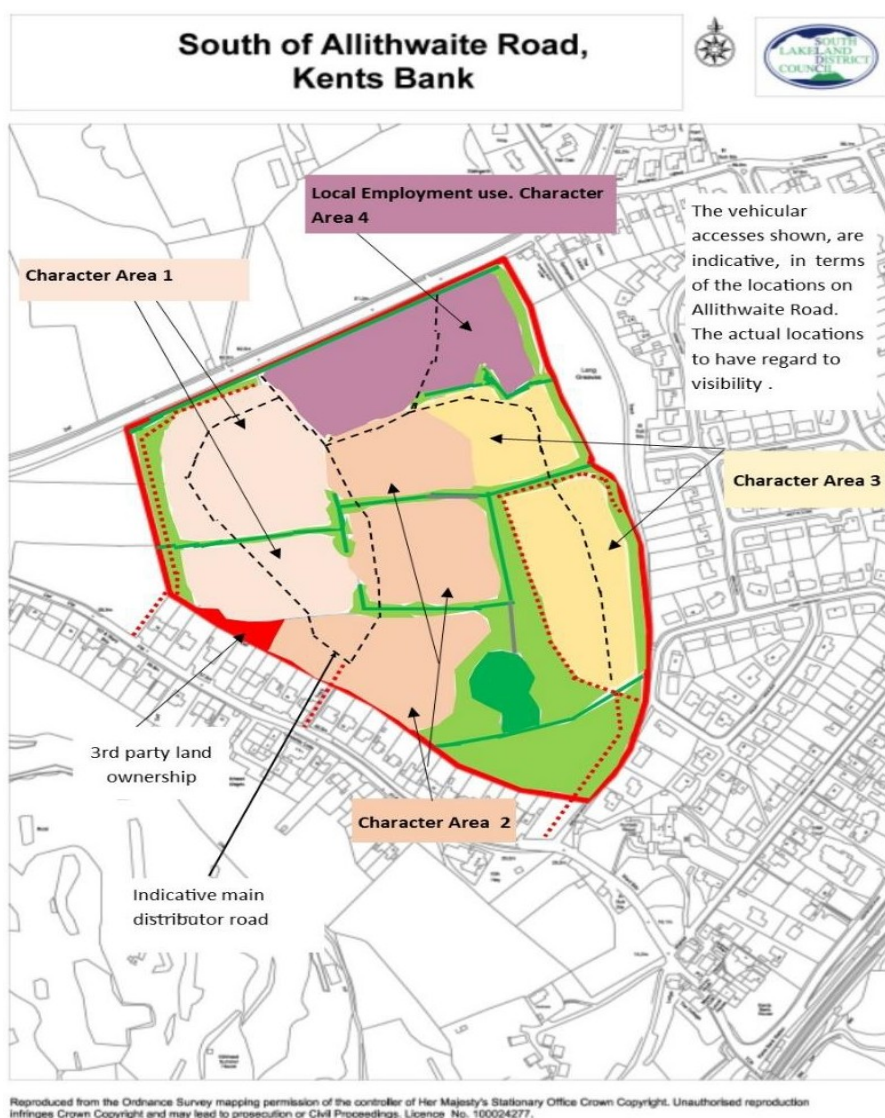 South of Allithwaite Road,
Kents Bank
SOUTH
LAKELAND
DISTRICT
COUNCIL
Local Employment use. Character
Area 4
The vehicular
accesses shown, are
indicative, in terms
of the locations on
Allithwaite Road.
The actual locations
to have regard to
visibility .
Character Area 1
Long Greaves
Character Area 3
3rd party land
ownership
Character Area 2
Indicative main
distributor road
Reproduced from the Ordnance Survey mapping permission of the controller of Her Majesty's Stationary Office Crown Copyright. Unauthorised reproduction
infringes Crown Copyright and may lead to prosecution or Civil Proceedings. Licence No. 100024277.